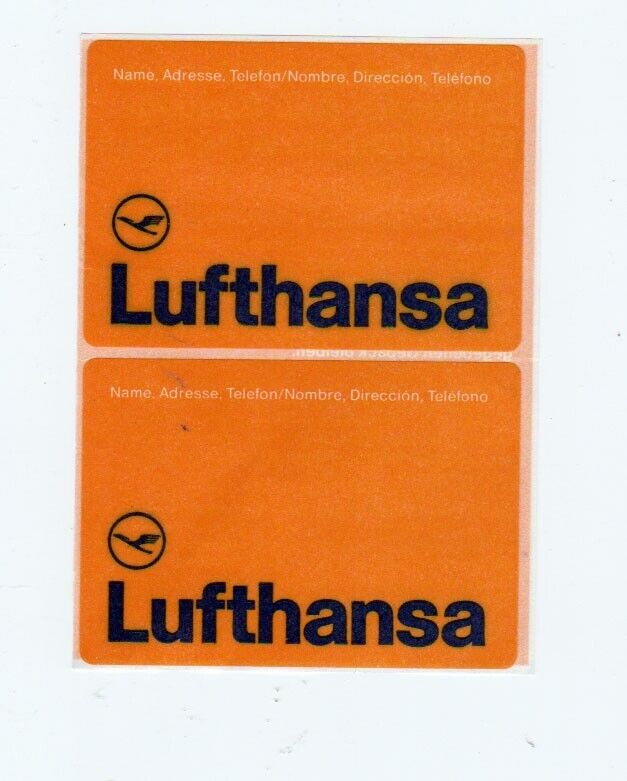 Name, Adresse, Telefon/Nombre, Dirección, Teléfono
Lufthansa
Name, Adresse, Telefon/Nombre, Dirección, Teléfono
Lufthansa